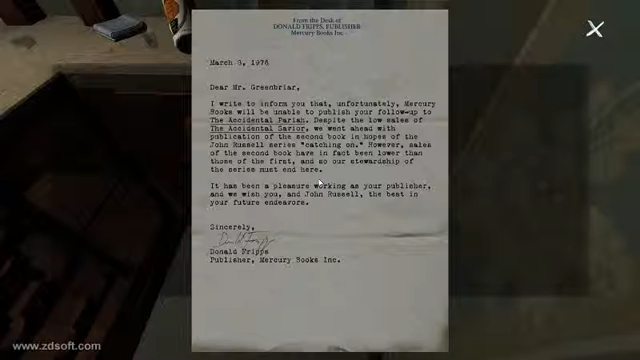 From the Desk of
DONALD FRIPPS, PUBLISHER
Mercury Books Inc.
March 3, 1976
Dear Mr. Greenbriar,
I write to inform you that, unfortunately, Mercury
Books will be unable to publish your follow-up to
The Accidental Pariah. Despite the low sales of
The Accidental Savior, we went ahead with
publication of the second book in hopes of the
John Russell series "catching on." However, sales
of the second book have in fact been lower than
those of the first, and so our stewardship of
the series must end here.
It has been a pleasure working as your publisher,
and we wish you, and John Russell, the best in
your future endeavors.
Sincerely,
Donald Fripps
Publisher, Mercury Books Inc.
www.zdsoft.com